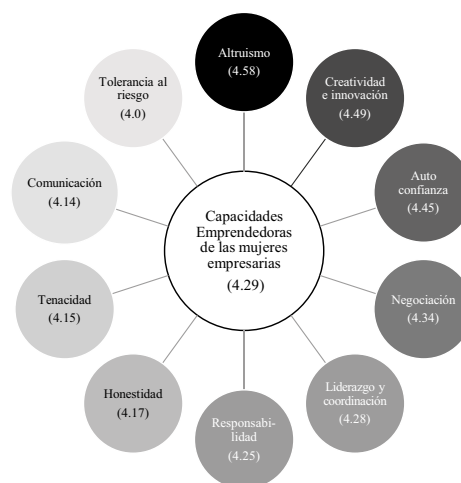 Altruismo
(4.58)
Creatividad
e innovación
(4.49)
Auto
confianza
(4.45)
Negociación
(4.34)
Liderazgo y
coordinación
(4.28)
Responsabi-
lidad
(4.25)
Honestidad
(4.17)
Tenacidad
(4.15)
Comunicación
(4.14)
Tolerancia al
riesgo
(4.0)
Capacidades
Emprendedoras
de las mujeres
empresarias
(4.29)